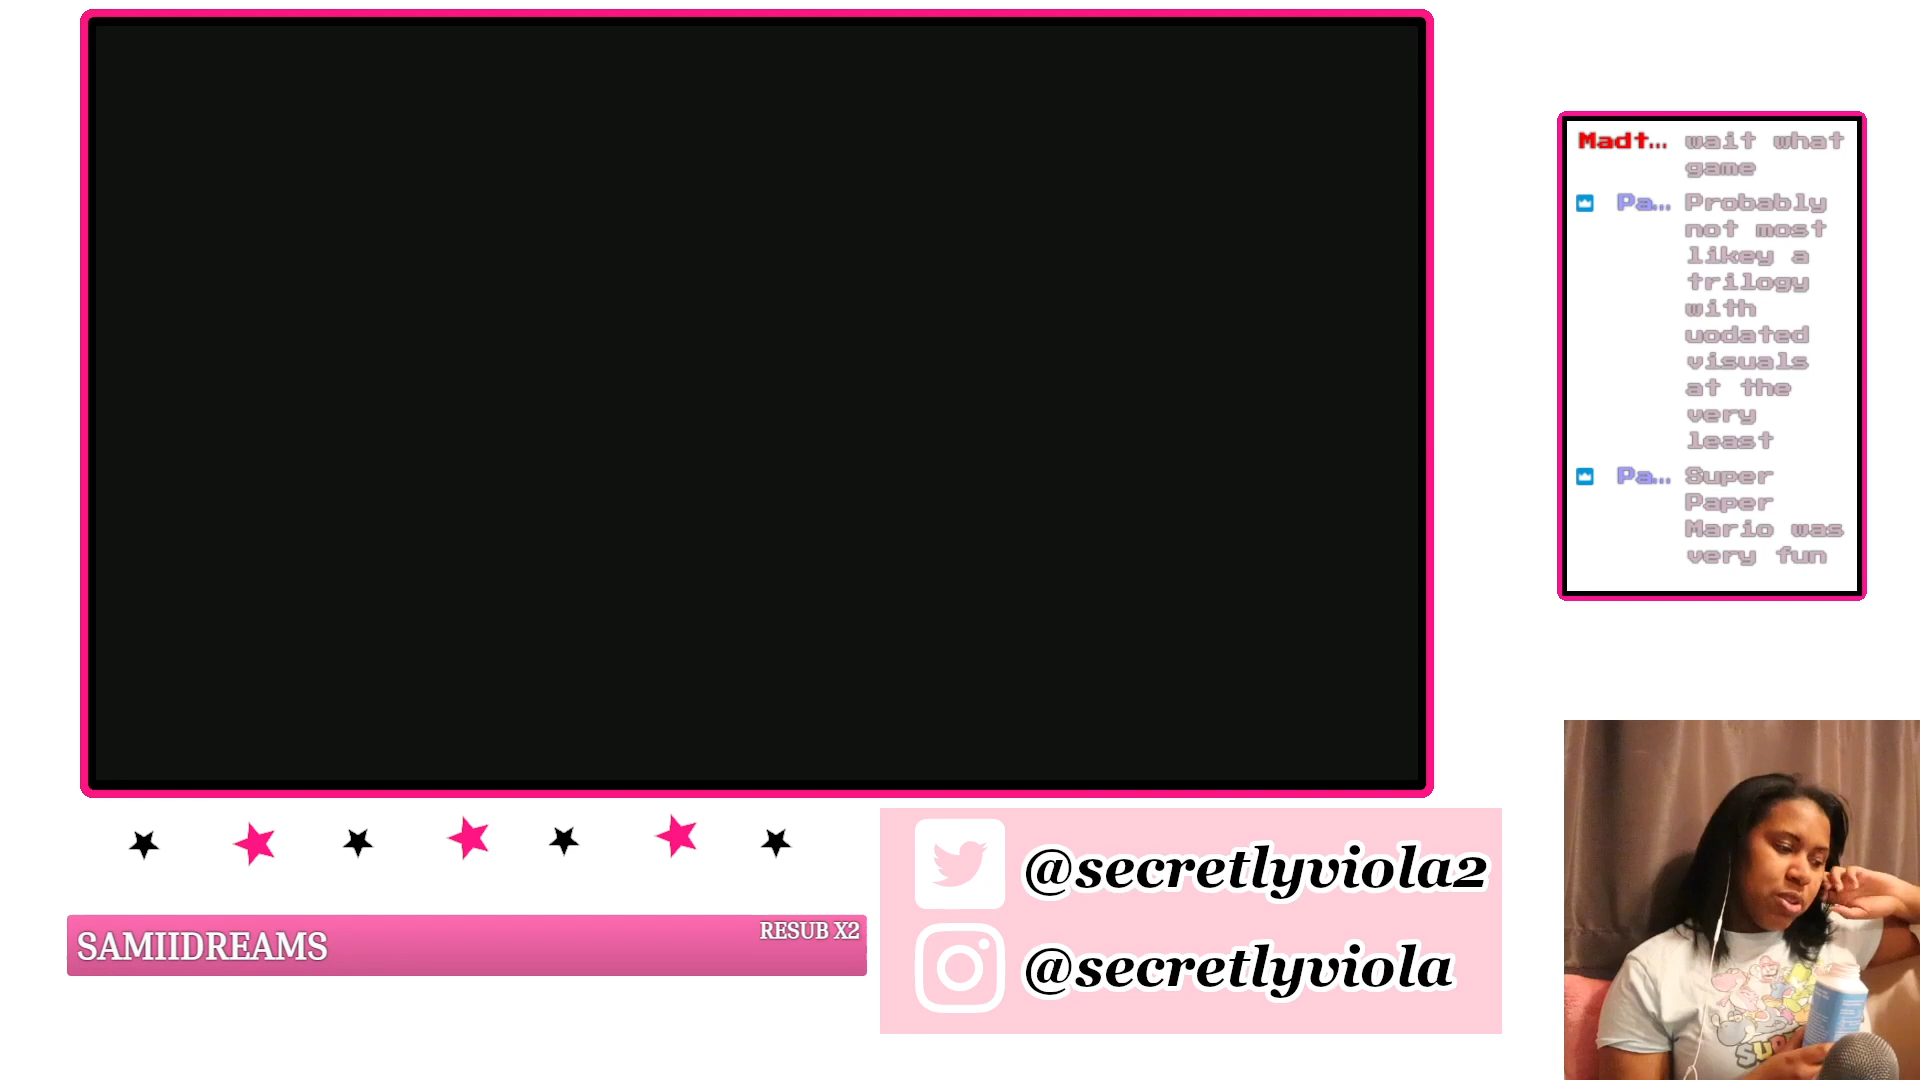 Madt...
wait what
game
Pa...
Probably
not most
likey a
trilogy
with
uodated
visuals
at the
very
least
Pa...
Super
Paper
Mario was
very fun
@secretlyviola2
SAMIIDREAMS
RESUB X2
@secretlyviola